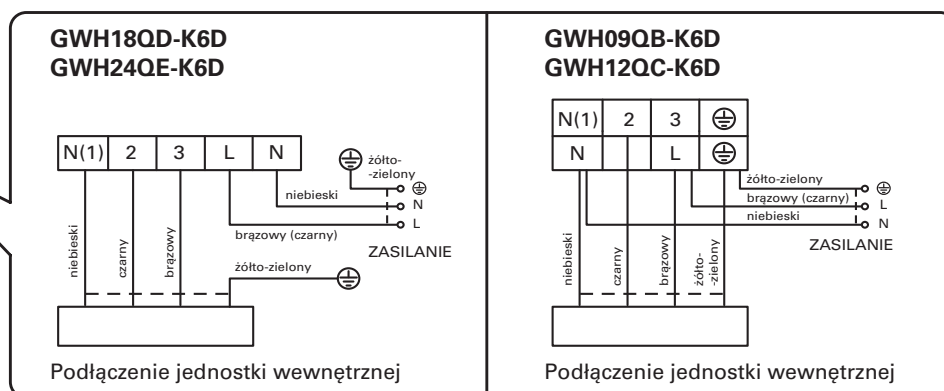 GWH18QD-K6D
GWH24QE-K6D
N(1) 2 3 L N
żółto-
-zielony
niebieski
N
L
brązowy (czarny)
ZASILANIE
niebieski
czarny
brązowy
żółto-zielony
Podłączenie jednostki wewnętrznej
GWH09QB-K6D
GWH12QC-K6D
N(1) 2 3
N L
żółto-zielony
brązowy (czarny) L
niebieski N
ZASILANIE
niebieski
czarny
brązowy
żółto-
-zielony
Podłączenie jednostki wewnętrznej